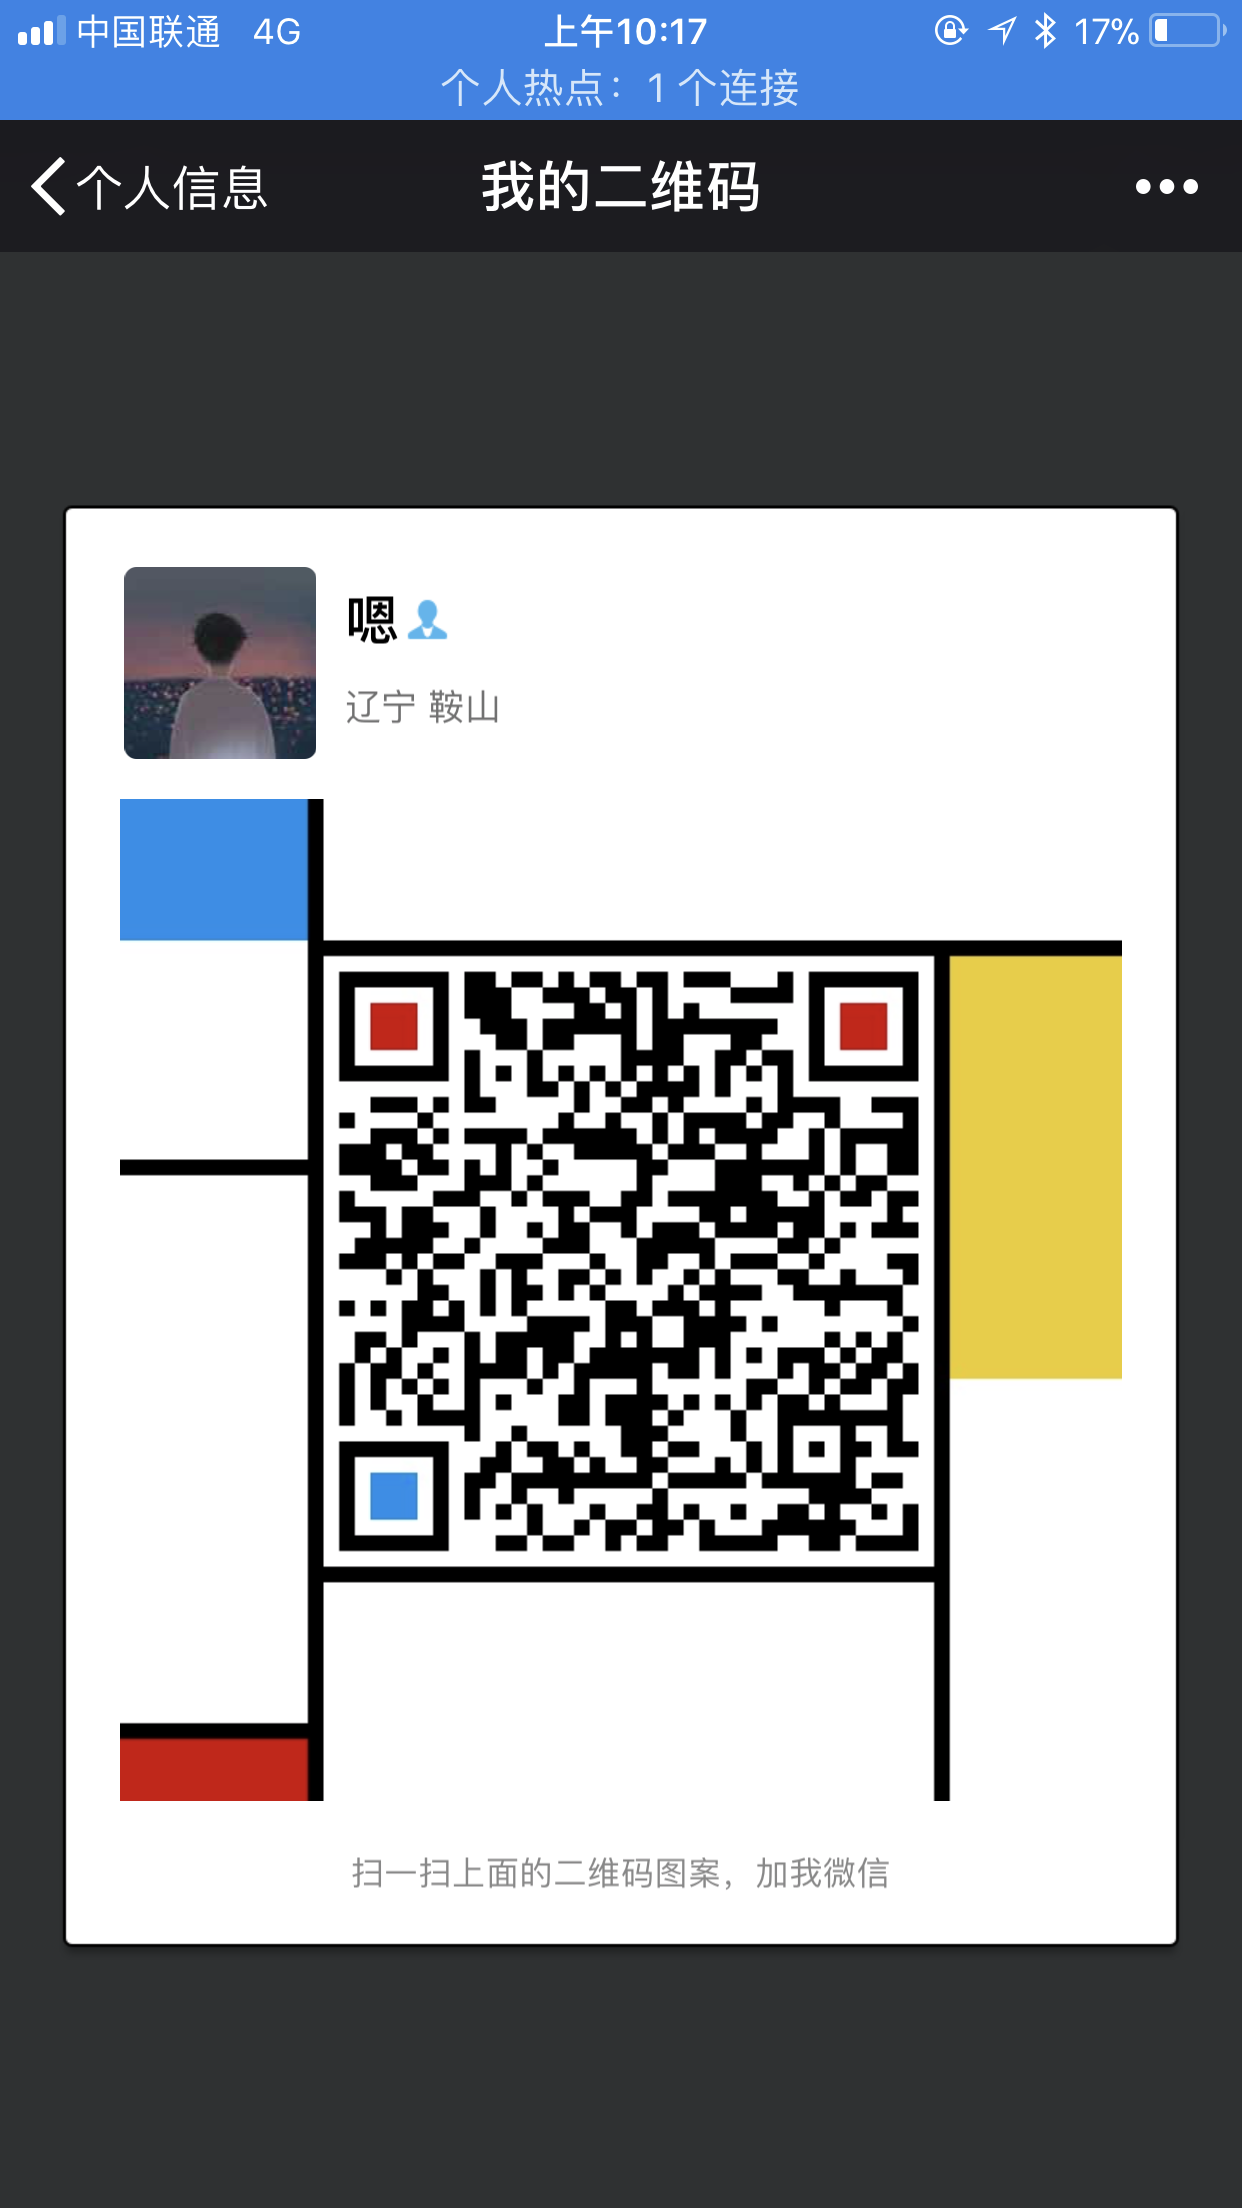 中国联通 4G 上午10:17 17%
个人热点：1 个连接
个人信息 我的二维码
嗯
辽宁 鞍山
扫一扫上面的二维码图案，加我微信